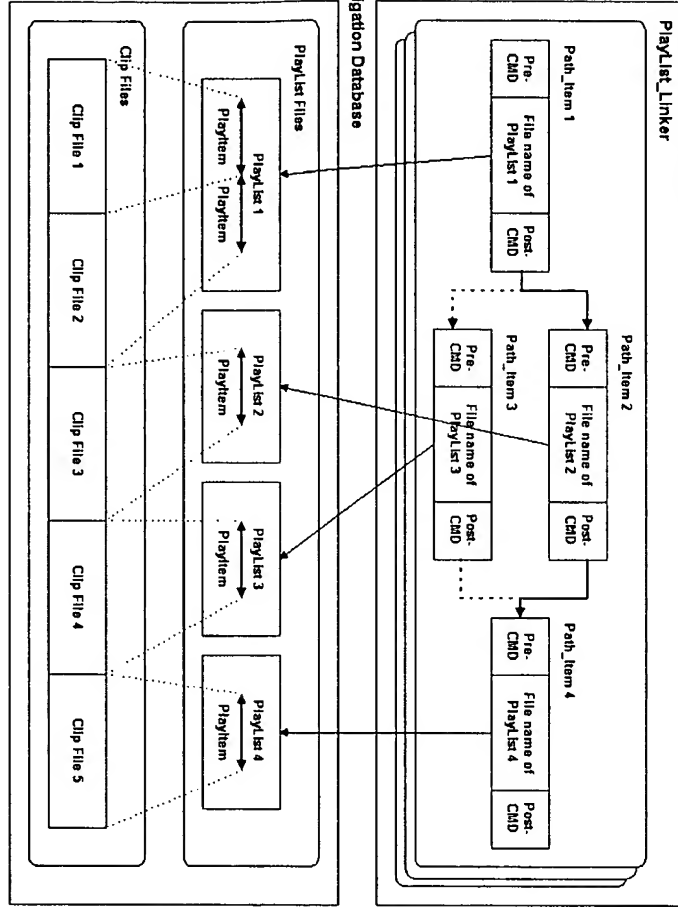 PlayList_Linker
Path_Item 1
Pre-
CMD
File name of
PlayList 1
Post-
CMD
Path_Item 2
Pre-
CMD
File name of
PlayList 2
Post-
CMD
Path_Item 3
Pre-
CMD
File name of
PlayList 3
Post-
CMD
Path_Item 4
Pre-
CMD
File name of
PlayList 4
Post-
CMD
igation Database
PlayList Files
PlayList 1
PlayItem
PlayItem
PlayList 2
PlayItem
PlayList 3
PlayItem
PlayList 4
PlayItem
Clip Files
Clip File 1
Clip File 2
Clip File 3
Clip File 4
Clip File 5